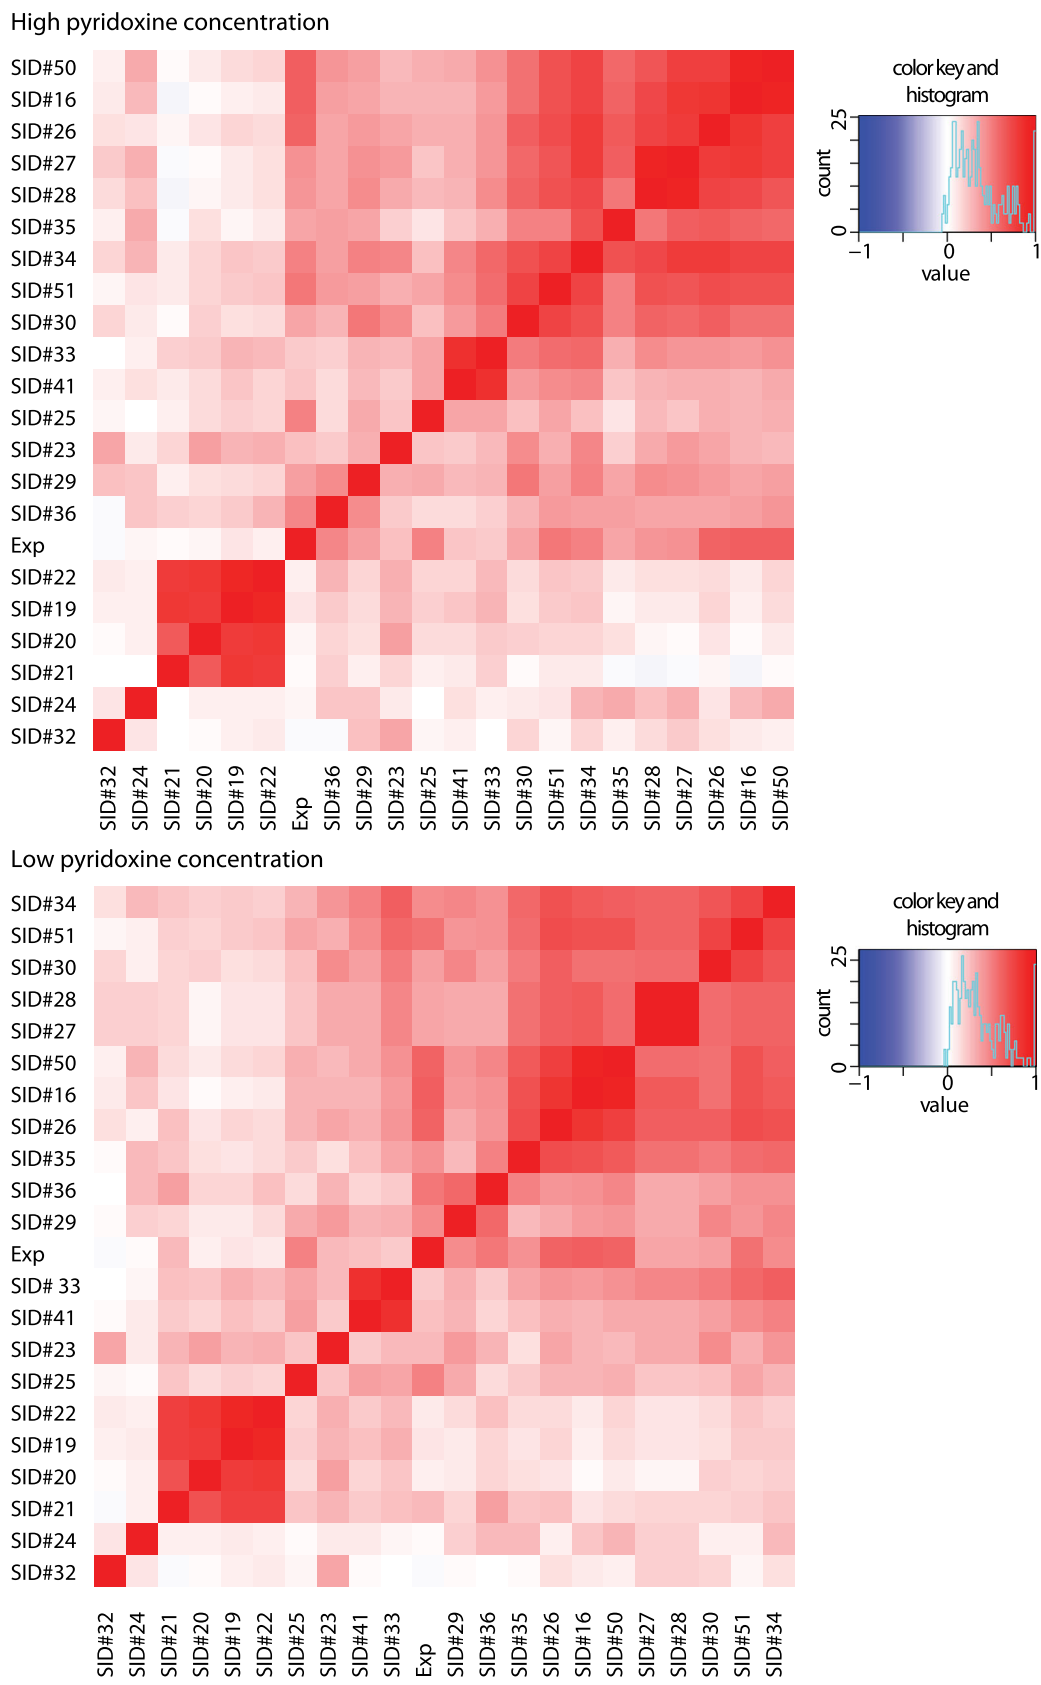 High pyridoxine concentration
SID#50
SID#16
SID#26
SID#27
SID#28
SID#35
SID#34
SID#51
SID#30
SID#33
SID#41
SID#25
SID#23
SID#29
SID#36
Exp
SID#22
SID#19
SID#20
SID#21
SID#24
SID#32
SID#32 SID#24 SID#21 SID#20 SID#19 SID#22 Exp SID#36 SID#29 SID#23 SID#25 SID#41 SID#33 SID#30 SID#51 SID#34 SID#35 SID#28 SID#27 SID#26 SID#16 SID#50
color key and
histogram
25
count
0
−1 0 1
value
Low pyridoxine concentration
SID#34
SID#51
SID#30
SID#28
SID#27
SID#50
SID#16
SID#26
SID#35
SID#36
SID#29
Exp
SID# 33
SID#41
SID#23
SID#25
SID#22
SID#19
SID#20
SID#21
SID#24
SID#32
SID#32 SID#24 SID#21 SID#20 SID#19 SID#22 SID#25 SID#23 SID#41 SID#33 Exp SID#29 SID#36 SID#35 SID#26 SID#16 SID#50 SID#27 SID#28 SID#30 SID#51 SID#34
color key and
histogram
25
count
0
−1 0 1
value